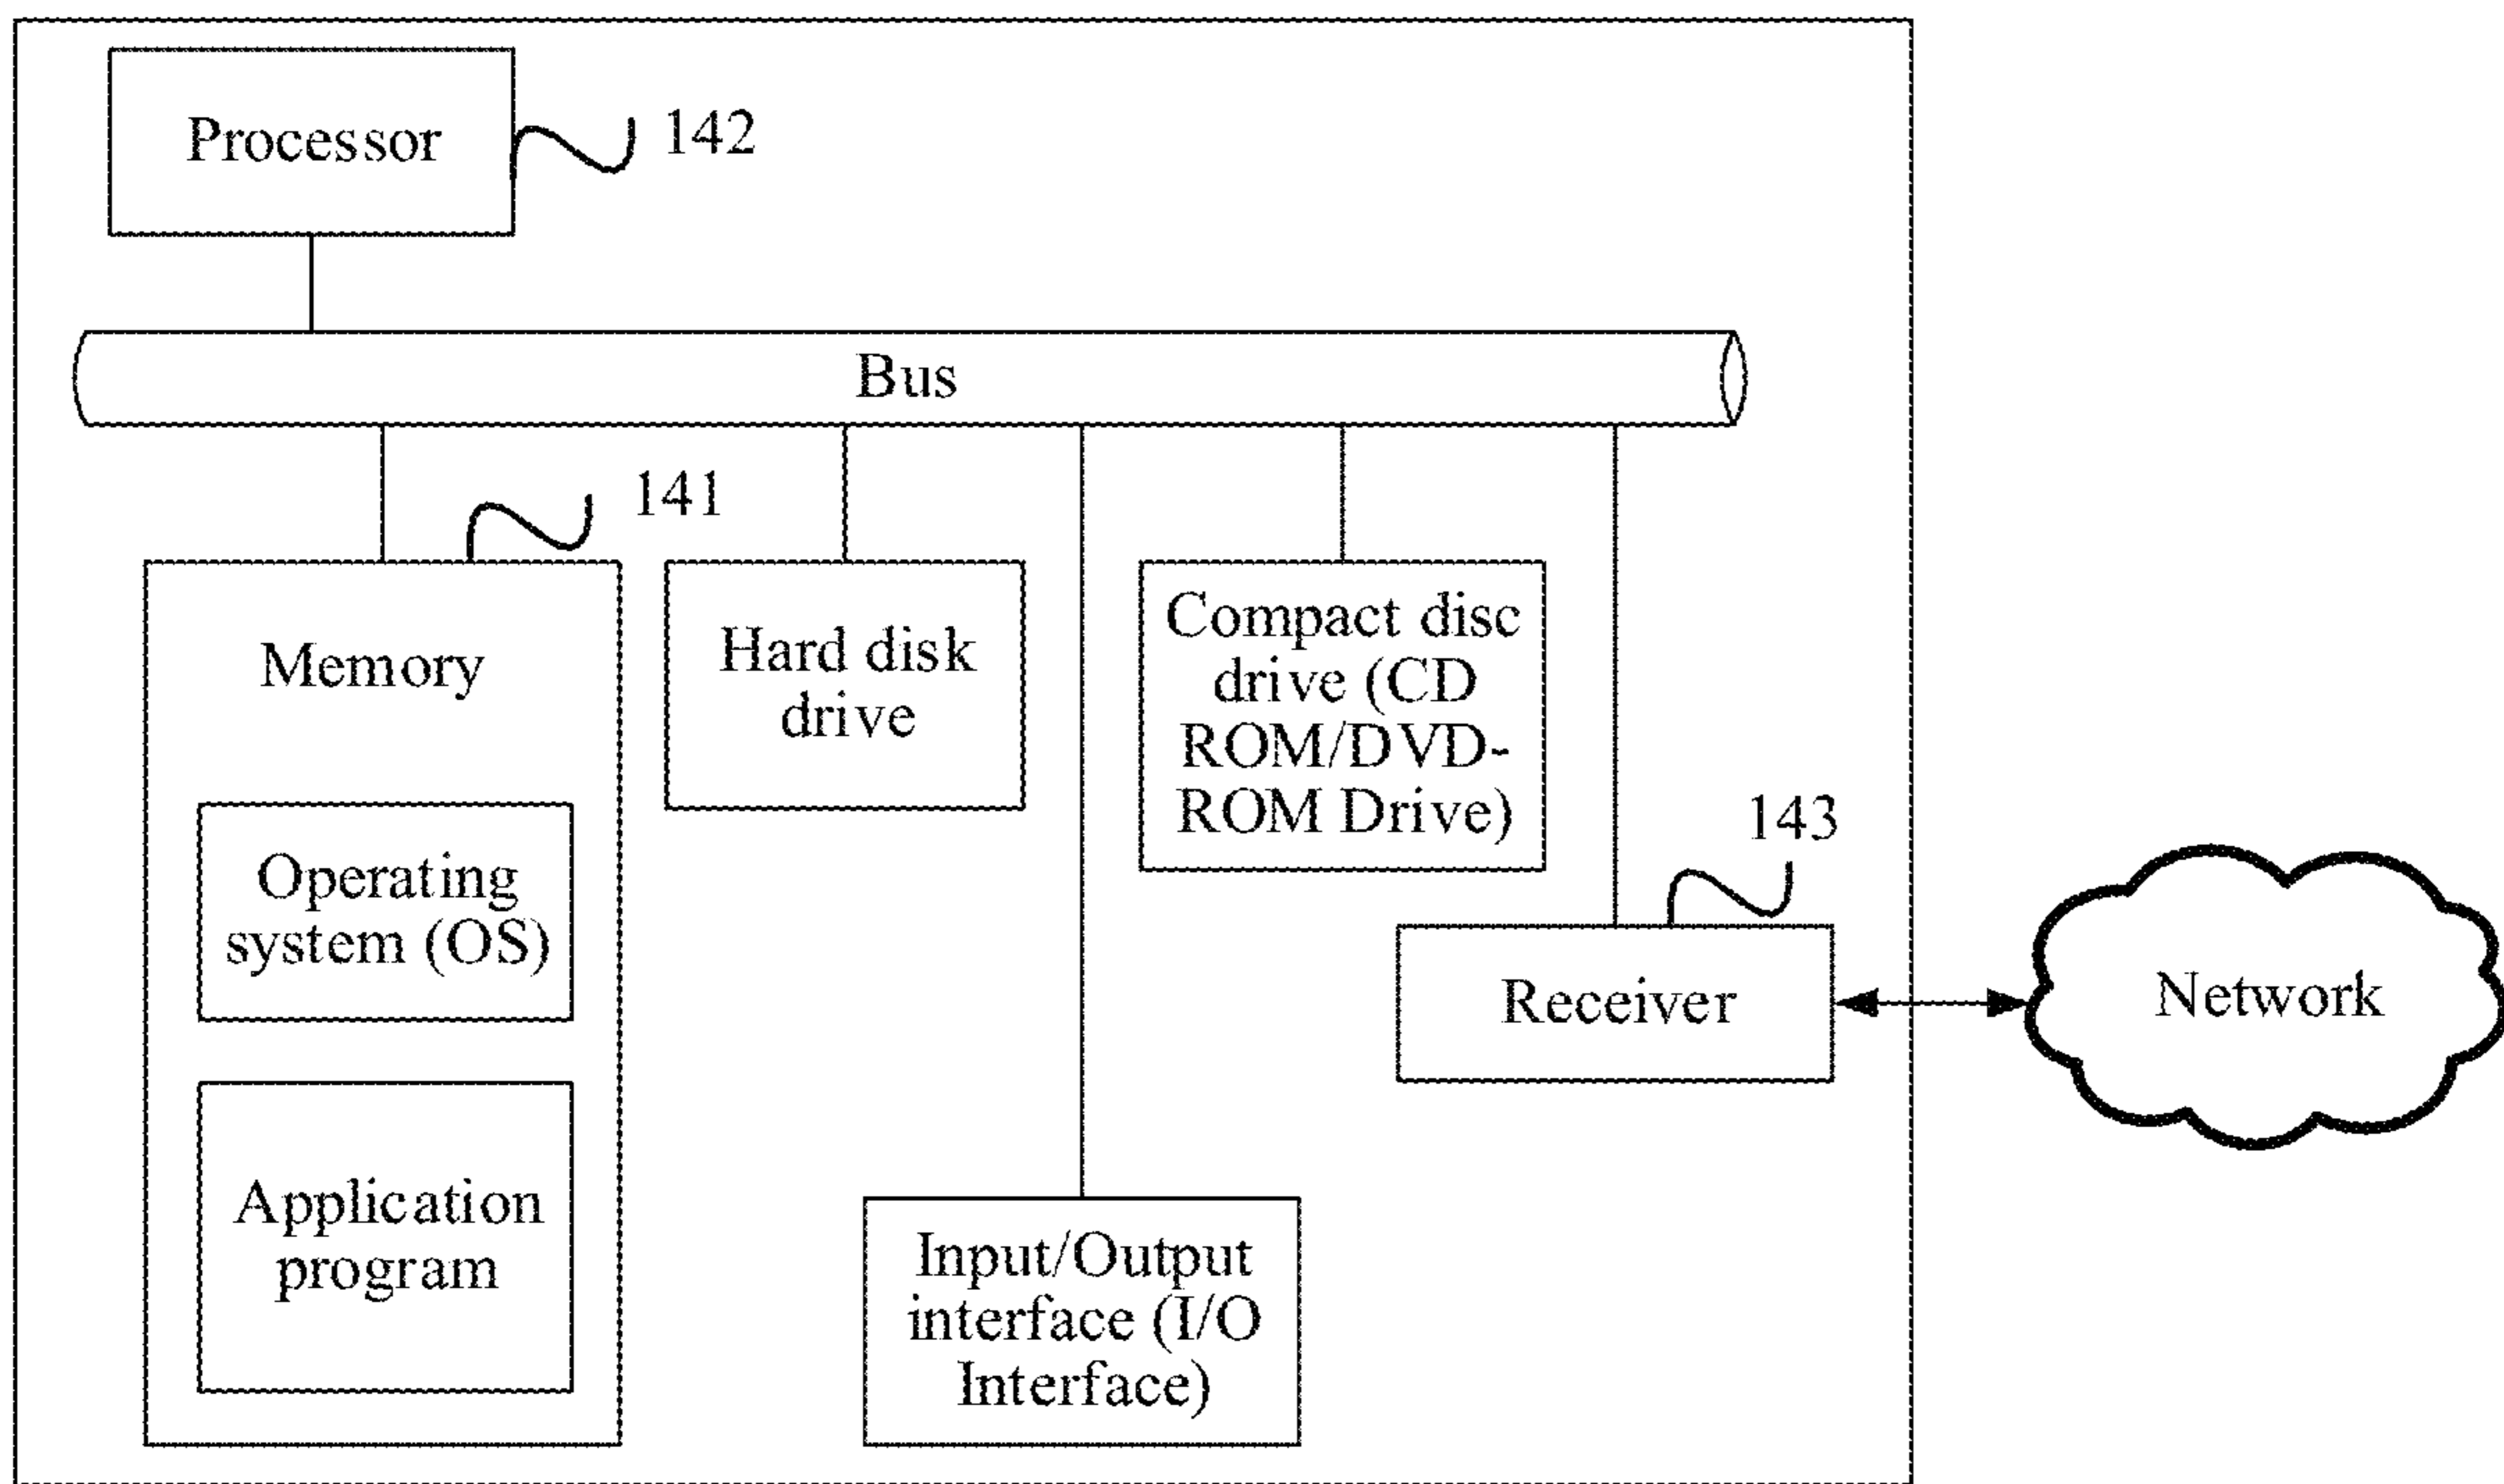 Processor
142
Bus
141
Memory
Hard disk
drive
Compact disc
drive (CD
ROM/DVD-
ROM Drive)
143
Operating
system (OS)
Receiver
Network
Application
program
Input/Output
interface (I/O
Interface)